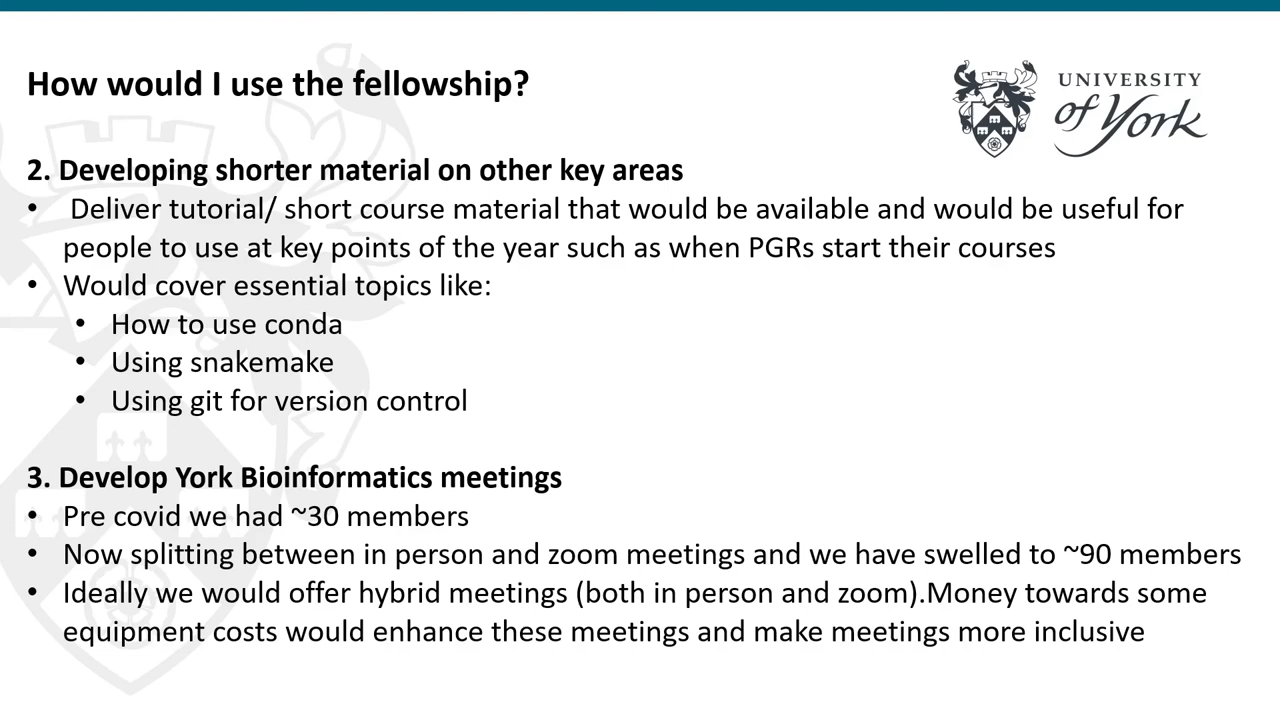 How would I use the fellowship?
UNIVERSITY
of York
2. Developing shorter material on other key areas
• Deliver tutorial/ short course material that would be available and would be useful for
people to use at key points of the year such as when PGRs start their courses
• Would cover essential topics like:
• How to use conda
• Using snakemake
• Using git for version control
3. Develop York Bioinformatics meetings
• Pre covid we had ~30 members
• Now splitting between in person and zoom meetings and we have swelled to ~90 members
• Ideally we would offer hybrid meetings (both in person and zoom).Money towards some
equipment costs would enhance these meetings and make meetings more inclusive